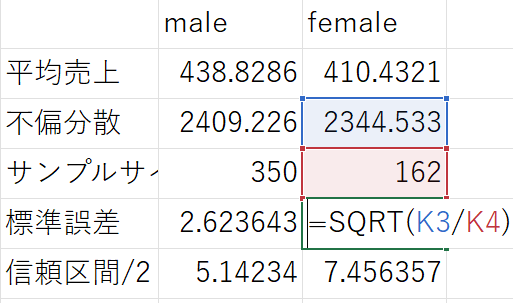 male female
平均売上 438.8286 410.4321
不偏分散 2409.226 2344.533
サンプルサイ 350 162
標準誤差 2.623643 =SQRT(K3/K4)
信頼区間/2 5.14234 7.456357